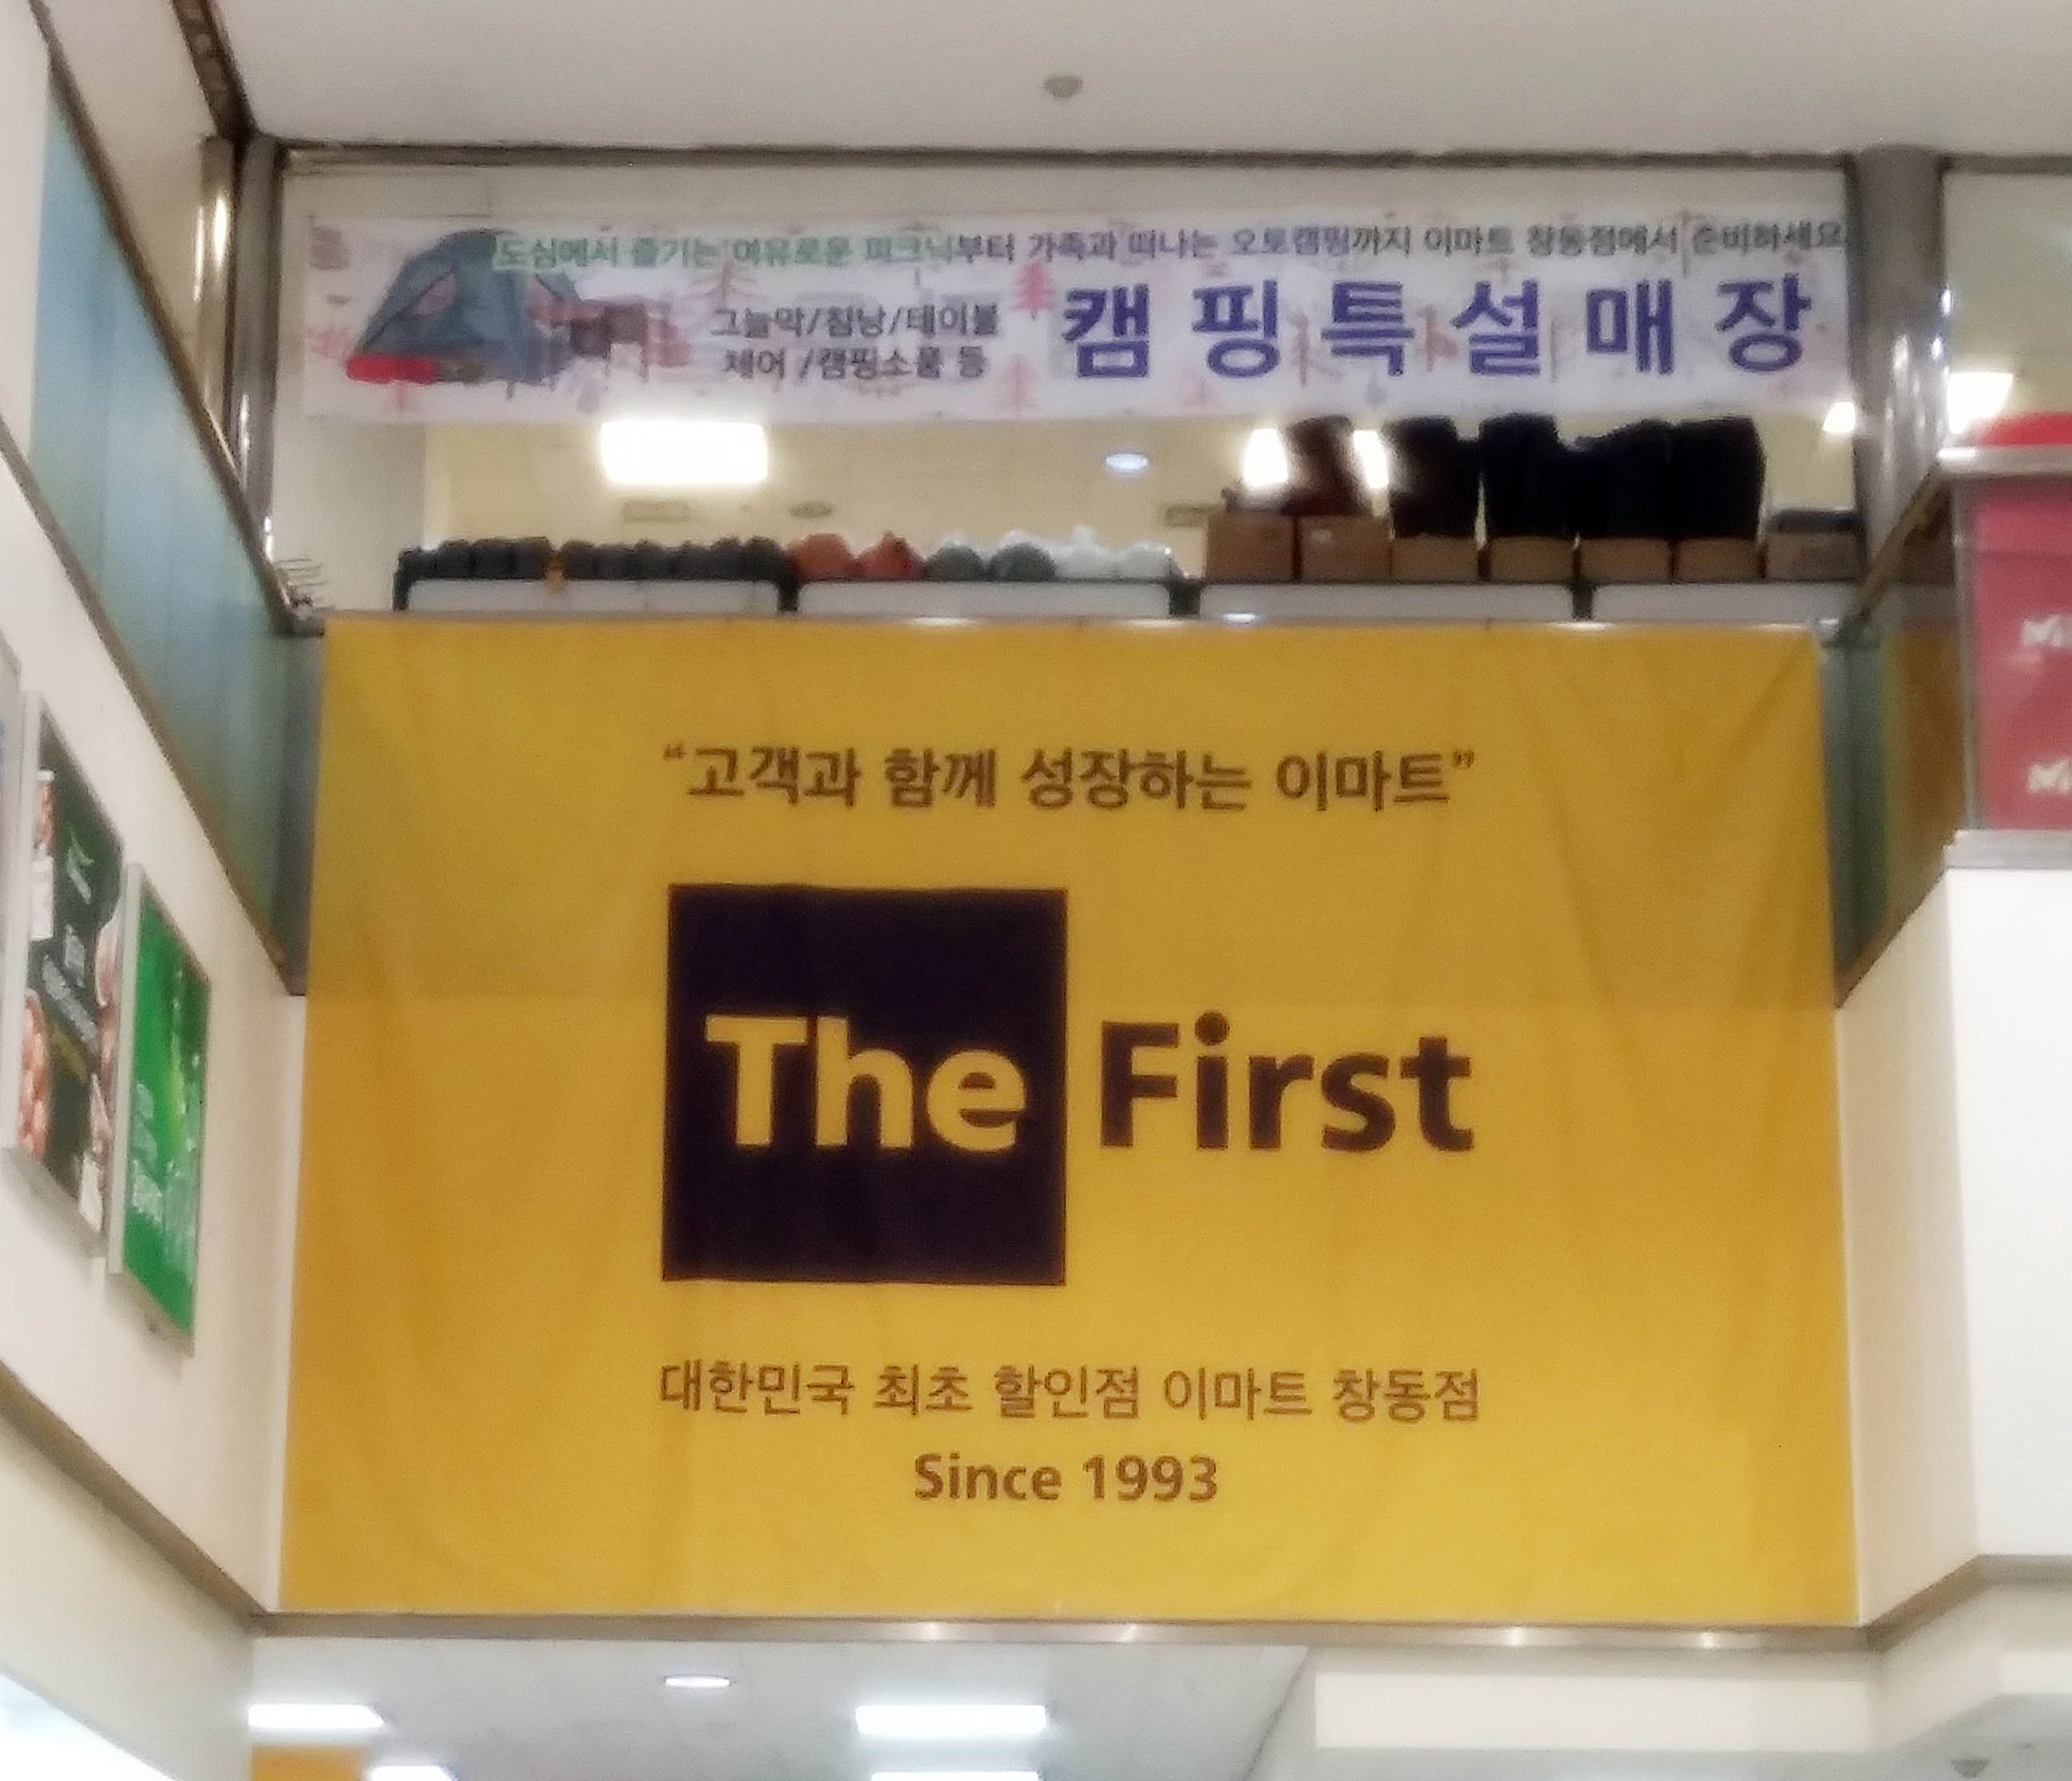 도심에서 즐기는 여유로운 피크닉부터 가족과 떠나는 오토캠핑까지 이마트 창동점에서 준비하세요
그늘막/침낭/테이블
체어 /캠핑소품 등
캠핑특설매장
“고객과 함께 성장하는 이마트”
The First
대한민국 최초 할인점 이마트 창동점
Since 1993